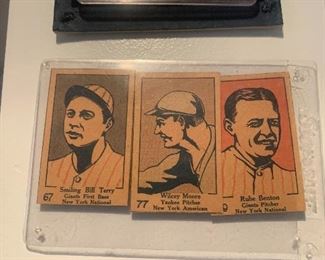 67
Smiling Bill Terry
Giants First Base
New York National
77
Wilcey Moore
Yankee Pitcher
New York American
9
Rube Benton
Giants Pitcher
New York National